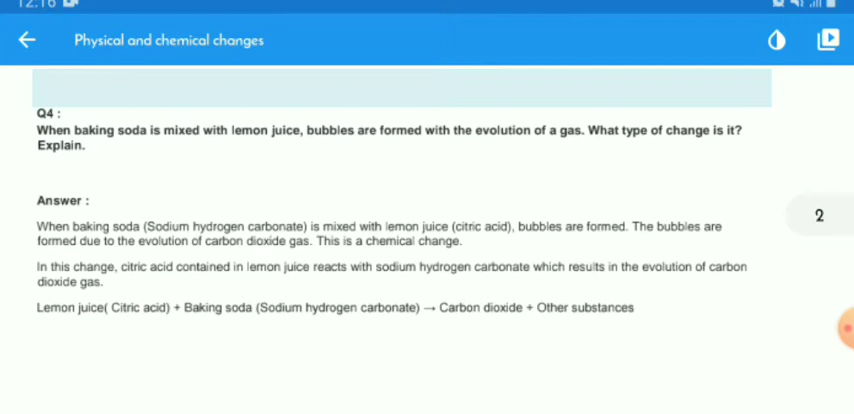 12.16
Physical and chemical changes
Q4 :
When baking soda is mixed with lemon juice, bubbles are formed with the evolution of a gas. What type of change is it?
Explain.
Answer :
2
When baking soda (Sodium hydrogen carbonate) is mixed with lemon juice (citric acid), bubbles are formed. The bubbles are
formed due to the evolution of carbon dioxide gas. This is a chemical change.
In this change, citric acid contained in lemon juice reacts with sodium hydrogen carbonate which results in the evolution of carbon
dioxide gas.
Lemon juice( Citric acid) + Baking soda (Sodium hydrogen carbonate) → Carbon dioxide + Other substances